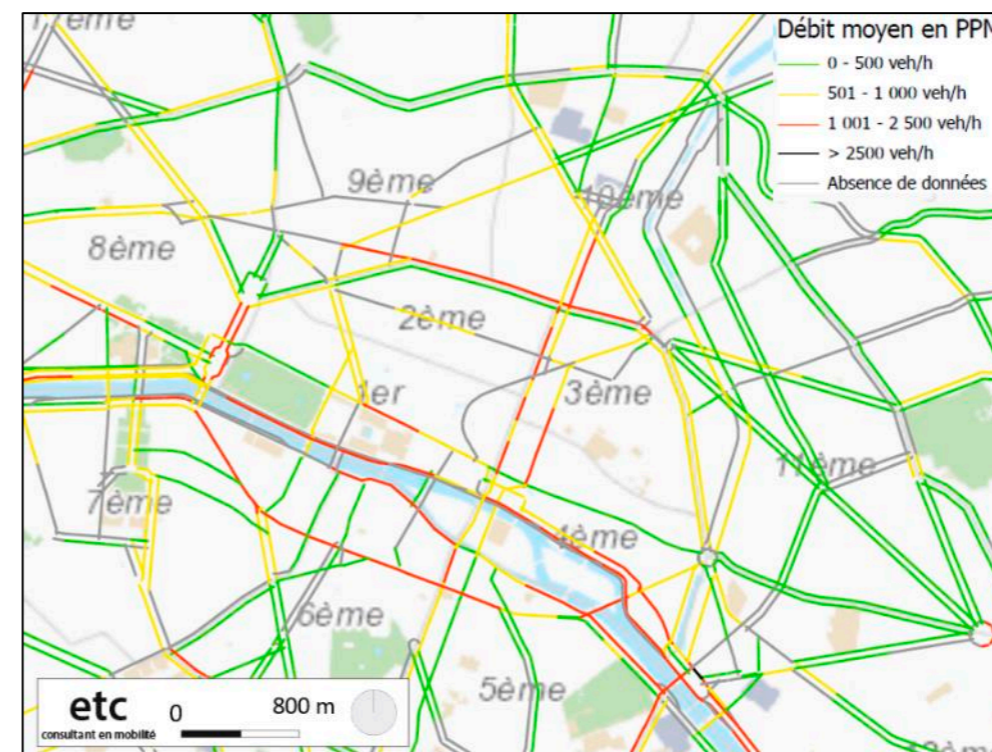 17ème
Débit moyen en PPM
0 - 500 veh/h
501 - 1 000 veh/h
1 001 - 2 500 veh/h
> 2500 veh/h
Absence de données
9ème
10ème
8ème
2ème
1er
3ème
11ème
7ème
4ème
6ème
5ème
etc
consultant en mobilité
0
800 m